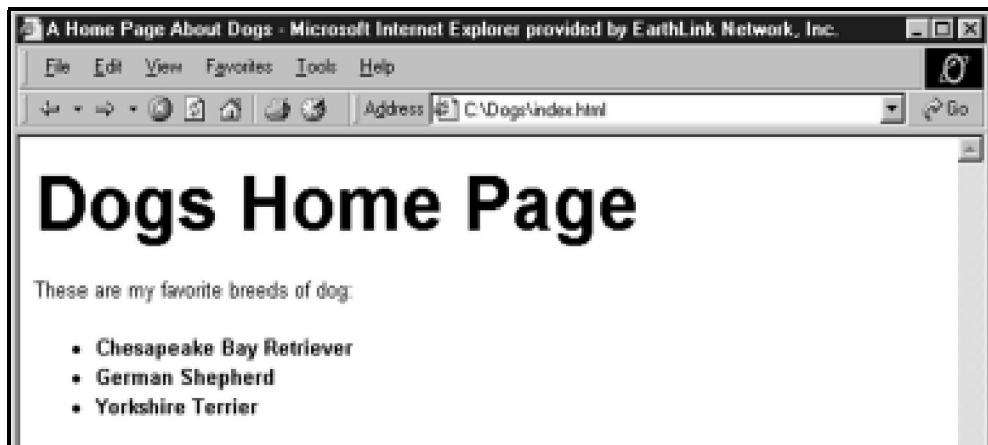 A Home Page About Dogs - Microsoft Internet Explorer provided by EarthLink Network, Inc.
File Edit View Favorites Tools Help
Address C:\Dogs\index.html Go
Dogs Home Page
These are my favorite breeds of dog:
• Chesapeake Bay Retriever
• German Shepherd
• Yorkshire Terrier